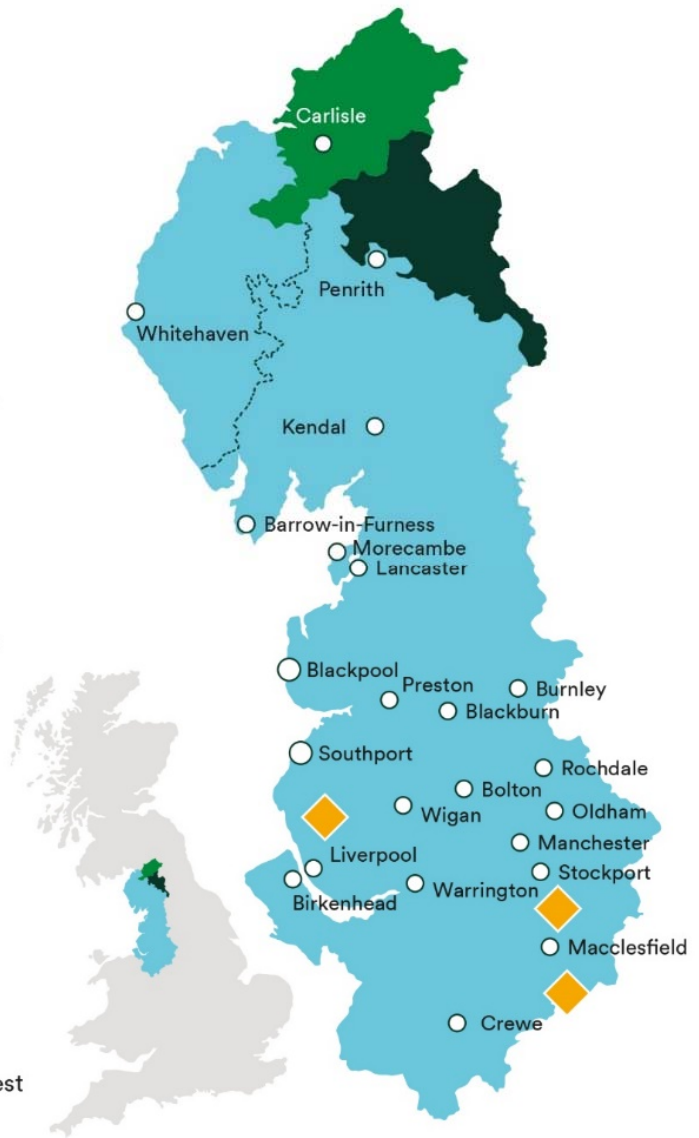 Carlisle
Penrith
Whitehaven
Kendal
Barrow-in-Furness
Morecambe
Lancaster
Blackpool
Preston
Burnley
Blackburn
Southport
Rochdale
Bolton
Wigan
Oldham
Manchester
Liverpool
Stockport
Warrington
Birkenhead
Macclesfield
Crewe
est